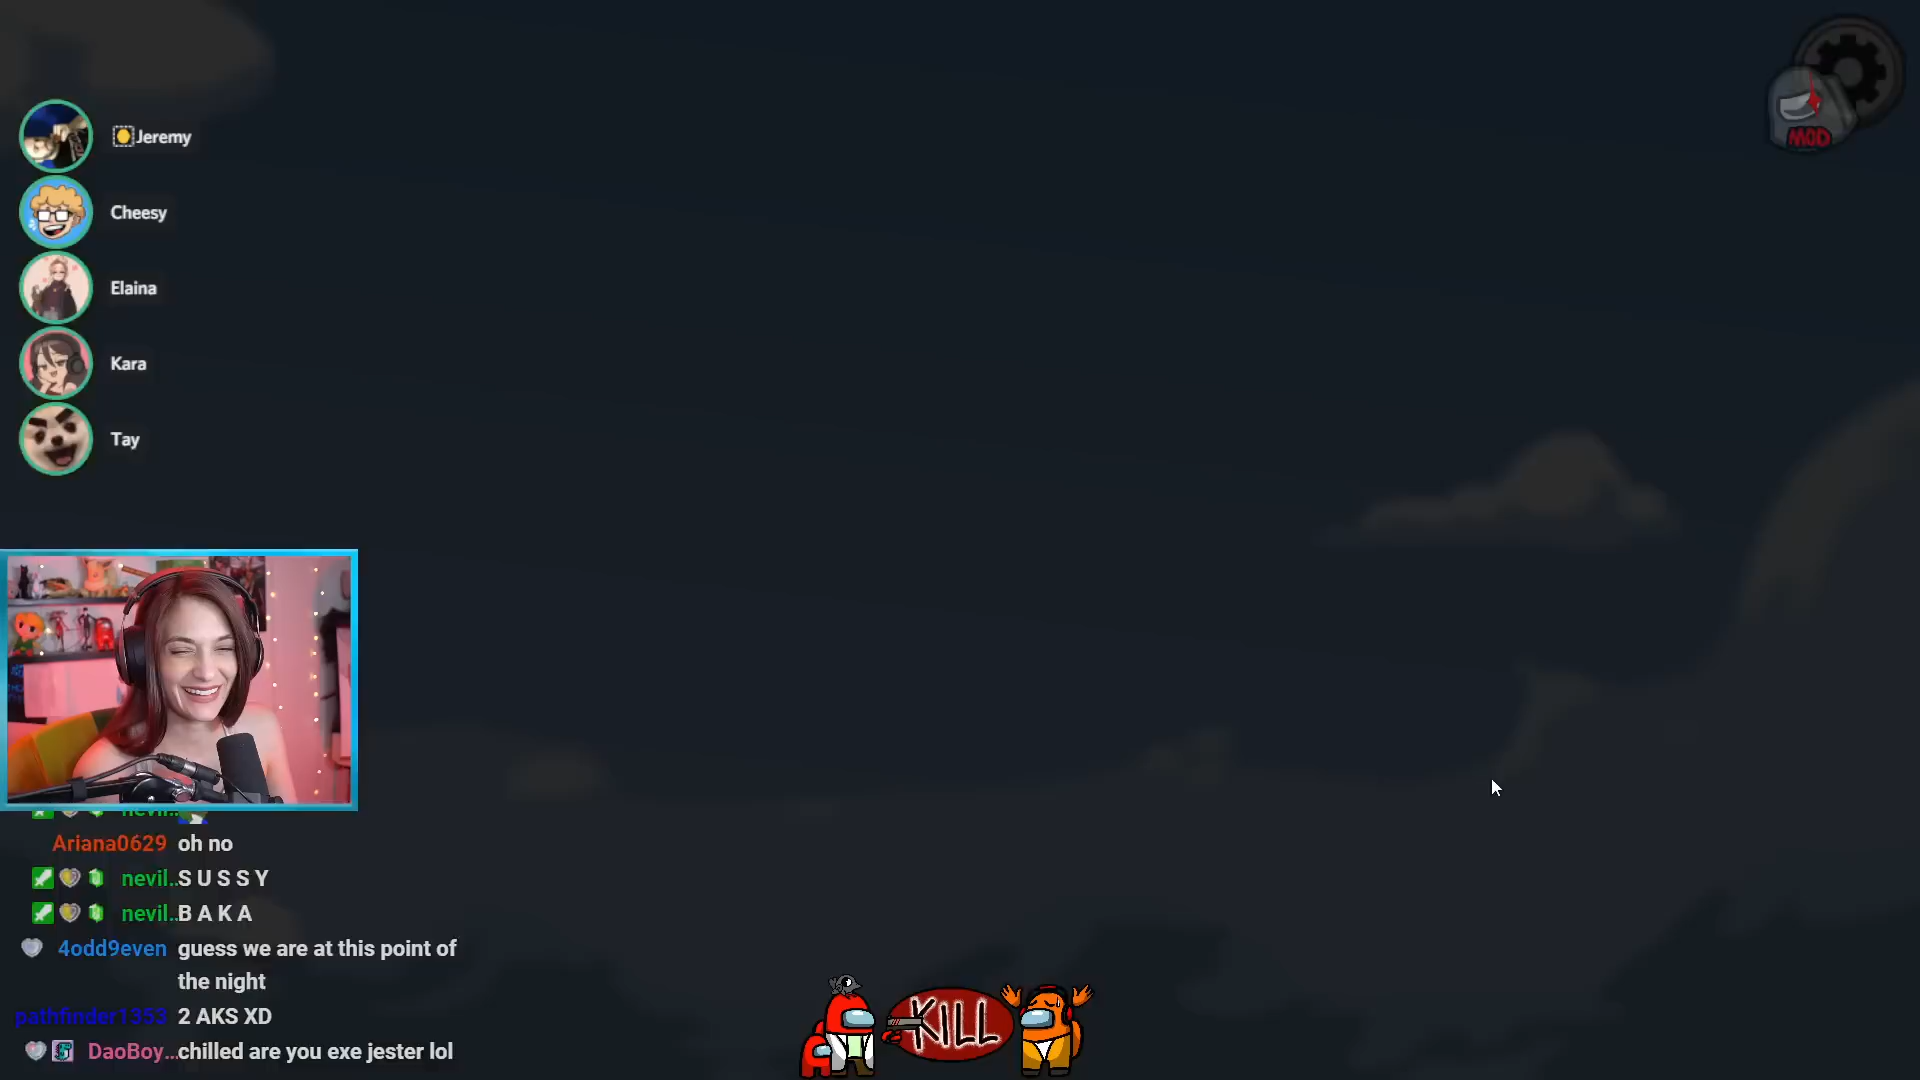 Jeremy
Cheesy
Elaina
Kara
Tay
MOD
nevil..
Ariana0629 oh no
nevil.. S U S S Y
nevil.. B A K A
4odd9even guess we are at this point of
the night
pathfinder1353 2 AKS XD
DaoBoy... chilled are you exe jester lol
KILL